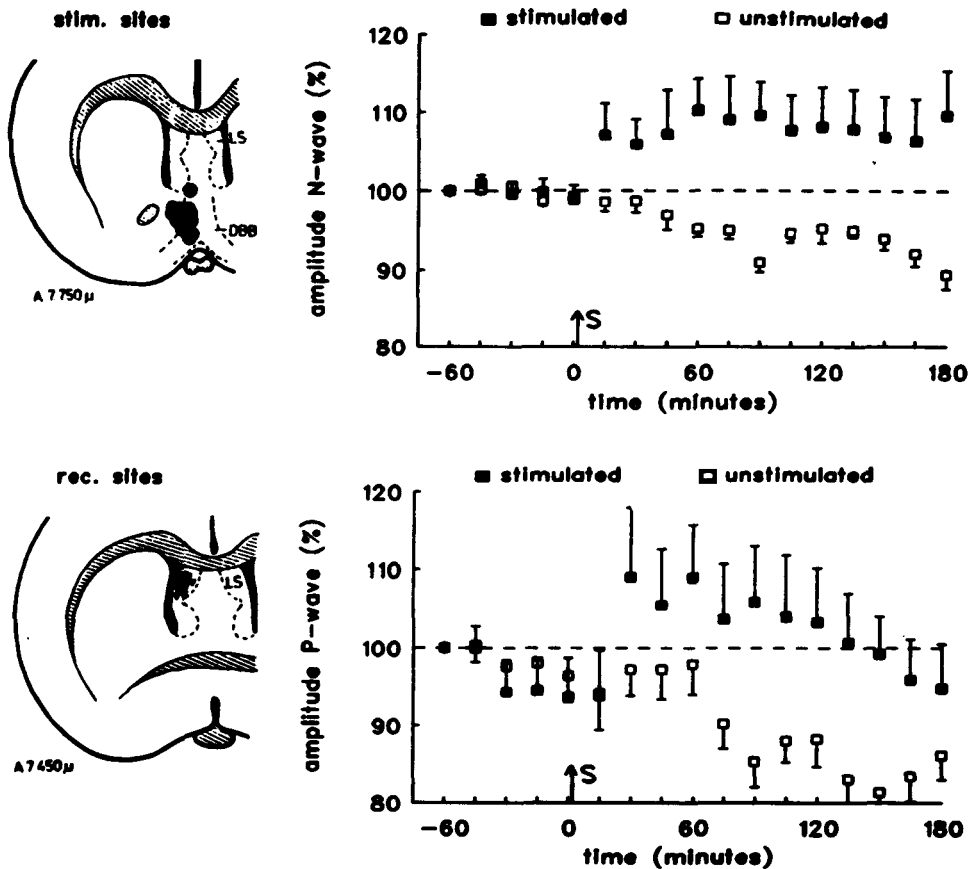 stim. sites
LS
DBB
A 7750 µ
stimulated
unstimulated
amplitude N-wave (%)
120
110
100
90
80
S
-60
0
60
120
180
time (minutes)
rec. sites
LS
A 7450 µ
stimulated
unstimulated
amplitude P-wave (%)
120
110
100
90
80
S
-60
0
60
120
180
time (minutes)